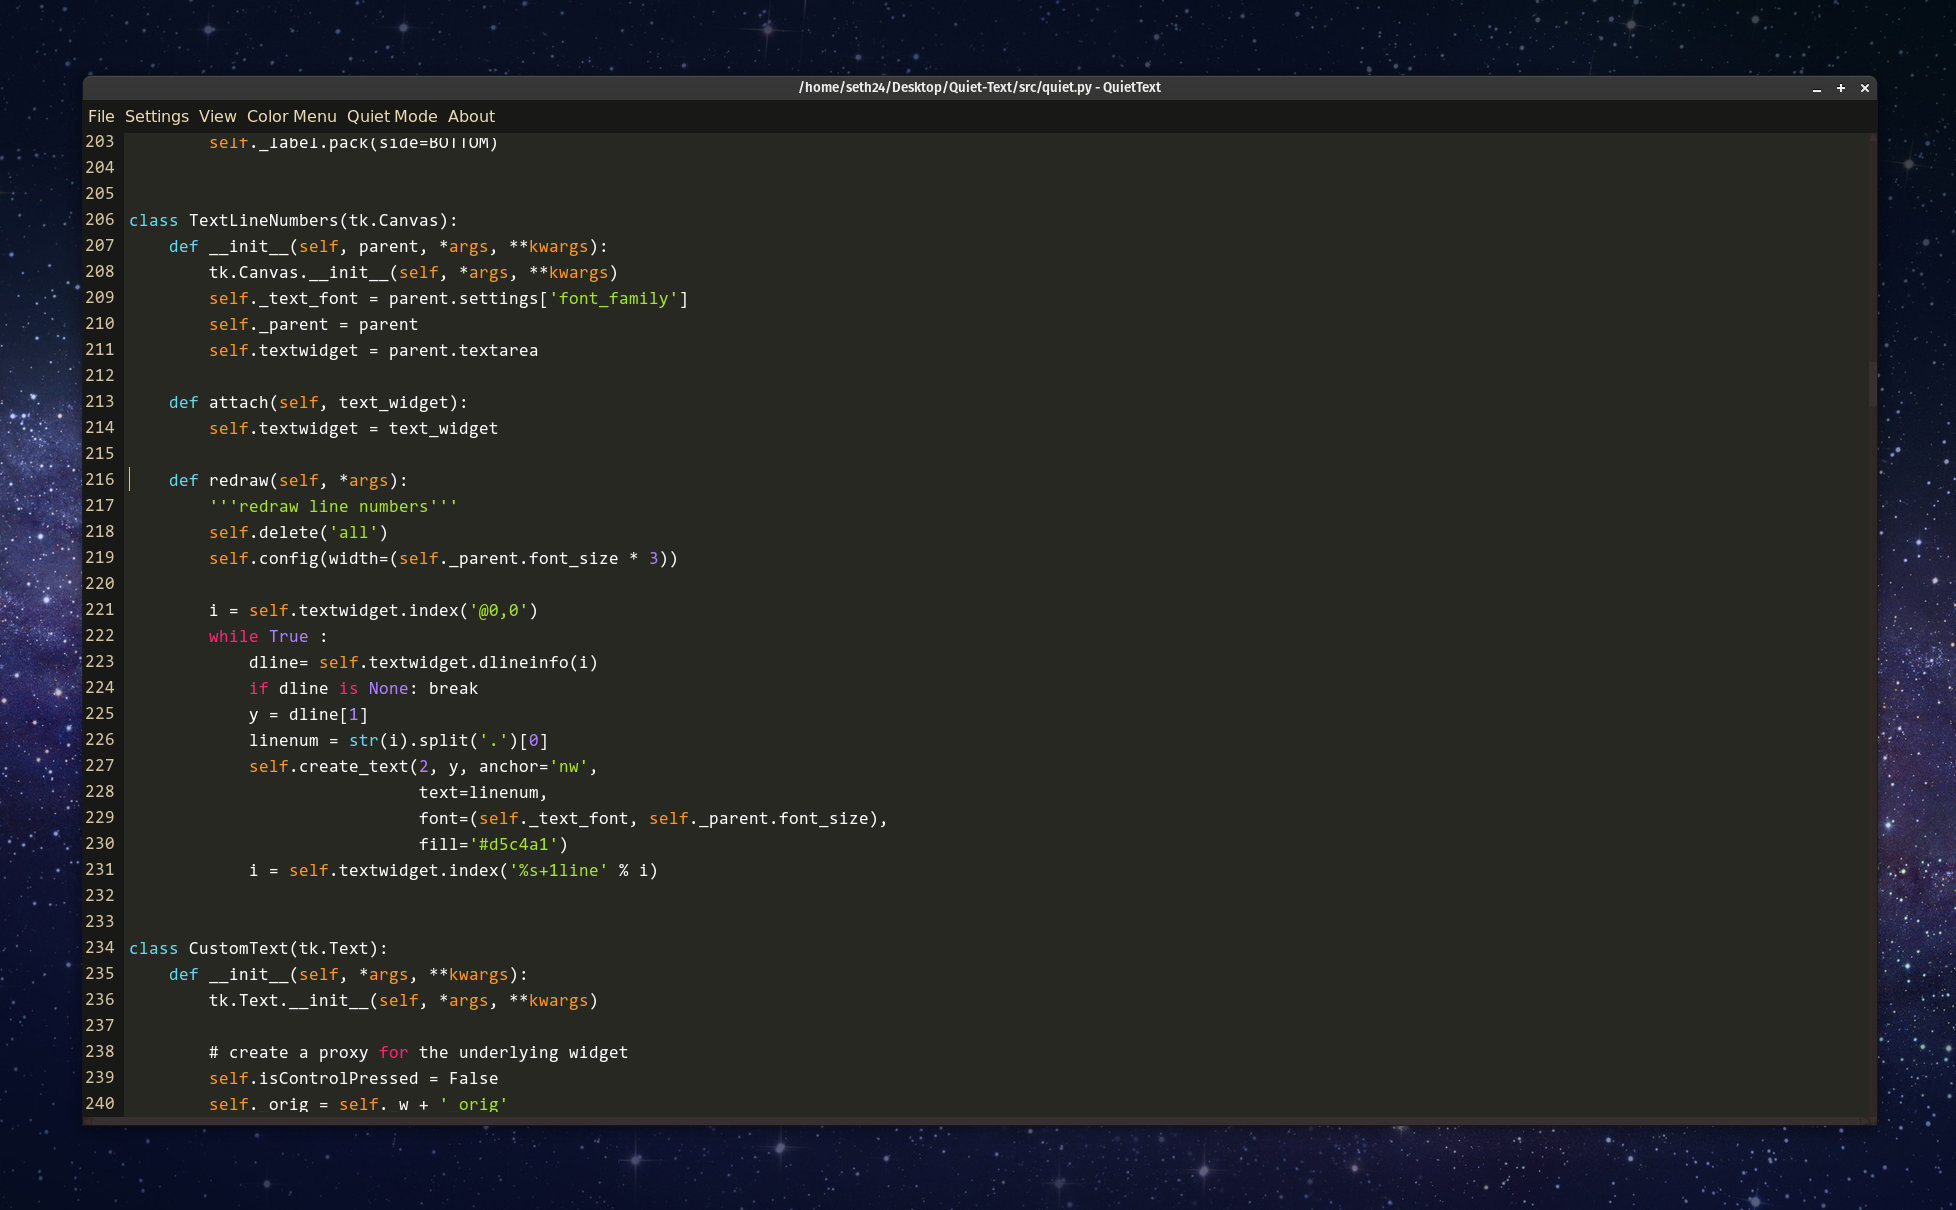 /home/seth24/Desktop/Quiet-Text/src/quiet.py - QuietText
File Settings View Color Menu Quiet Mode About
203         self._label.pack(side=BOTTOM)
204
205
206 class TextLineNumbers(tk.Canvas):
207     def __init__(self, parent, *args, **kwargs):
208         tk.Canvas.__init__(self, *args, **kwargs)
209         self._text_font = parent.settings['font_family']
210         self._parent = parent
211         self.textwidget = parent.textarea
212
213     def attach(self, text_widget):
214         self.textwidget = text_widget
215
216     def redraw(self, *args):
217         '''redraw line numbers'''
218         self.delete('all')
219         self.config(width=(self._parent.font_size * 3))
220
221         i = self.textwidget.index('@0,0')
222         while True :
223             dline= self.textwidget.dlineinfo(i)
224             if dline is None: break
225             y = dline[1]
226             linenum = str(i).split('.')[0]
227             self.create_text(2, y, anchor='nw',
228                              text=linenum,
229                              font=(self._text_font, self._parent.font_size),
230                              fill='#d5c4a1')
231             i = self.textwidget.index('%s+1line' % i)
232
233
234 class CustomText(tk.Text):
235     def __init__(self, *args, **kwargs):
236         tk.Text.__init__(self, *args, **kwargs)
237
238         # create a proxy for the underlying widget
239         self.isControlPressed = False
240         self._orig = self._w + '_orig'